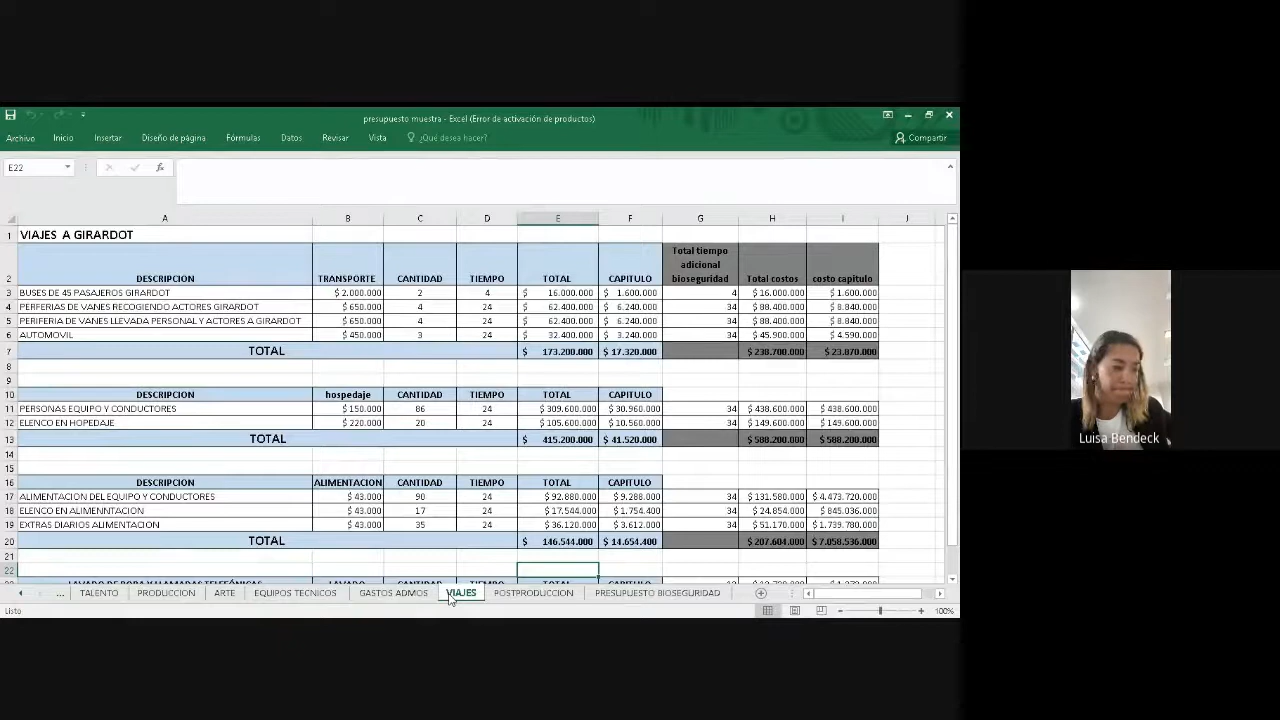 presupuesto muestra - Excel (Error de activación de productos)
Archivo Inicio Insertar Diseño de página Fórmulas Datos Revisar Vista ¿Qué desea hacer? Compartir
E22 fx
A B C D E F G H I J
1 VIAJES A GIRARDOT
2 DESCRIPCION TRANSPORTE CANTIDAD TIEMPO TOTAL CAPITULO Total tiempo adicional bioseguridad Total costos costo capitulo
3 BUSES DE 45 PASAJEROS GIRARDOT $ 2.000.000 2 4 $ 16.000.000 $ 1.600.000 4 $ 16.000.000 $ 1.600.000
4 PERFERIAS DE VANES RECOGIENDO ACTORES GIRARDOT $ 650.000 4 24 $ 62.400.000 $ 6.240.000 34 $ 88.400.000 $ 8.840.000
5 PERIFERIA DE VANES LLEVADA PERSONAL Y ACTORES A GIRARDOT $ 650.000 4 24 $ 62.400.000 $ 6.240.000 34 $ 88.400.000 $ 8.840.000
6 AUTOMOVIL $ 450.000 3 24 $ 32.400.000 $ 3.240.000 34 $ 45.900.000 $ 4.590.000
7 TOTAL $ 173.200.000 $ 17.320.000 $ 238.700.000 $ 23.870.000
8
9
10 DESCRIPCION hospedaje CANTIDAD TIEMPO TOTAL CAPITULO
11 PERSONAS EQUIPO Y CONDUCTORES $ 150.000 86 24 $ 309.600.000 $ 30.960.000 34 $ 438.600.000 $ 438.600.000
12 ELENCO EN HOPEDAJE $ 220.000 20 24 $ 105.600.000 $ 10.560.000 34 $ 149.600.000 $ 149.600.000
13 TOTAL $ 415.200.000 $ 41.520.000 $ 588.200.000 $ 588.200.000
14
15
16 DESCRIPCION ALIMENTACION CANTIDAD TIEMPO TOTAL CAPITULO
17 ALIMENTACION DEL EQUIPO Y CONDUCTORES $ 43.000 90 24 $ 92.880.000 $ 9.288.000 34 $ 131.580.000 $ 4.473.720.000
18 ELENCO EN ALIMENNTACION $ 43.000 17 24 $ 17.544.000 $ 1.754.400 34 $ 24.854.000 $ 845.036.000
19 EXTRAS DIARIOS ALIMENTACION $ 43.000 35 24 $ 36.120.000 $ 3.612.000 34 $ 51.170.000 $ 1.739.780.000
20 TOTAL $ 146.544.000 $ 14.654.400 $ 207.604.000 $ 7.058.536.000
21
22
LAVADO DE ROPA Y LLAMADAS TELEFÓNICAS LAVADO CANTIDAD TIEMPO TOTAL CAPITULO
... TALENTO PRODUCCION ARTE EQUIPOS TECNICOS GASTOS ADMOS VIAJES POSTPRODUCCION PRESUPUESTO BIOSEGURIDAD
Listo 100%
Luisa Bendeck